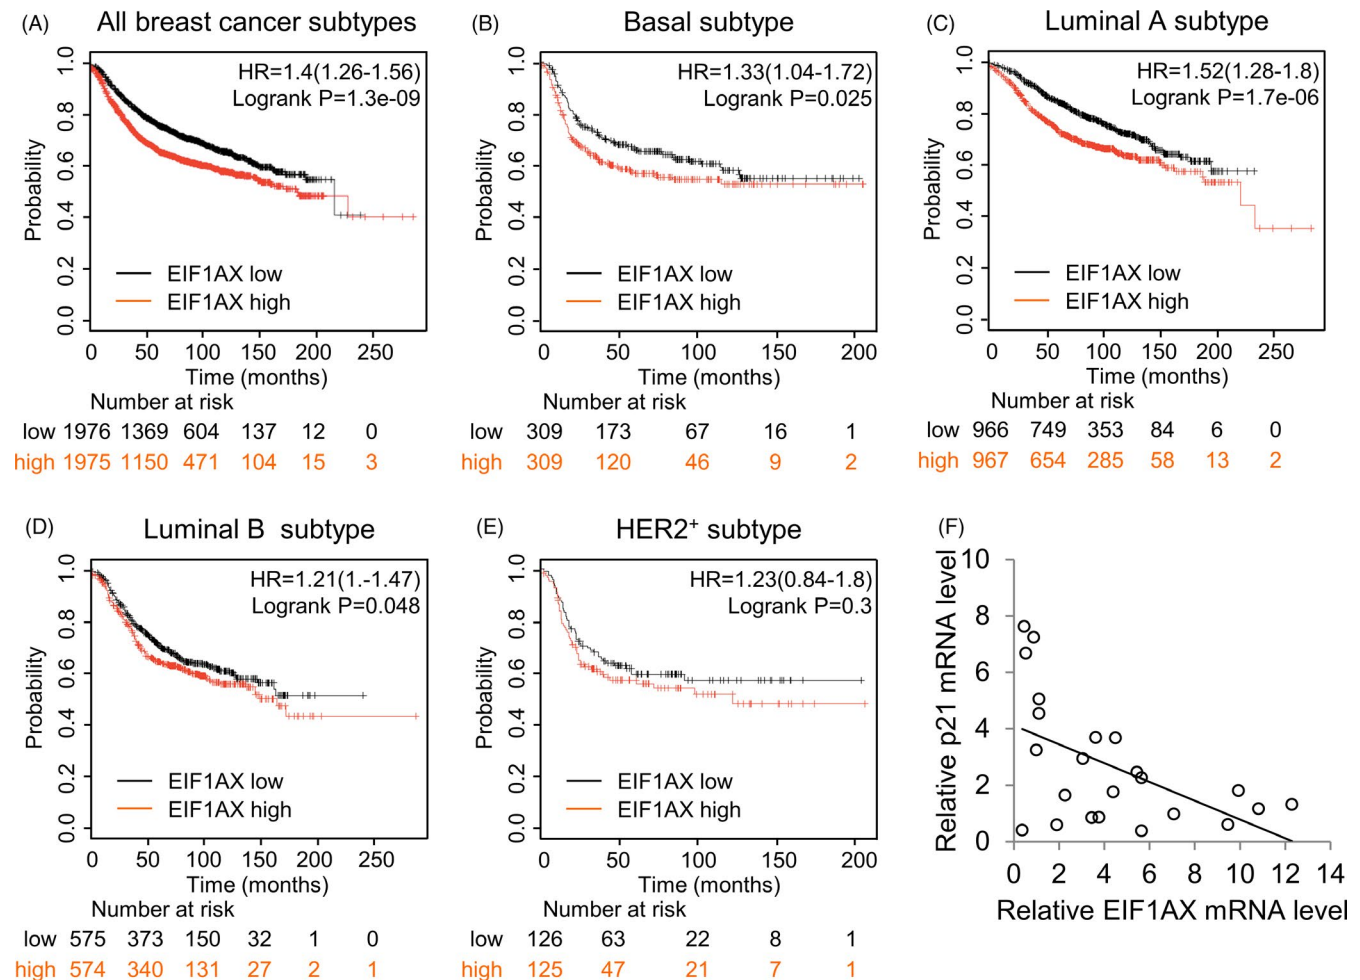 (A) All breast cancer subtypes
HR=1.4(1.26-1.56)
Logrank P=1.3e-09
Probability
1.0
0.8
0.6
0.4
0.2
0.0
EIF1AX low
EIF1AX high
0 50 100 150 200 250
Time (months)
Number at risk
low 1976 1369 604 137 12 0
high 1975 1150 471 104 15 3
(B) Basal subtype
HR=1.33(1.04-1.72)
Logrank P=0.025
Probability
1.0
0.8
0.6
0.4
0.2
0.0
EIF1AX low
EIF1AX high
0 50 100 150 200
Time (months)
Number at risk
low 309 173 67 16 1
high 309 120 46 9 2
(C) Luminal A subtype
HR=1.52(1.28-1.8)
Logrank P=1.7e-06
Probability
1.0
0.8
0.6
0.4
0.2
0.0
EIF1AX low
EIF1AX high
0 50 100 150 200 250
Time (months)
Number at risk
low 966 749 353 84 6 0
high 967 654 285 58 13 2
(D) Luminal B subtype
HR=1.21(1.-1.47)
Logrank P=0.048
Probability
1.0
0.8
0.6
0.4
0.2
0.0
EIF1AX low
EIF1AX high
0 50 100 150 200 250
Time (months)
Number at risk
low 575 373 150 32 1 0
high 574 340 131 27 2 1
(E) HER2⁺ subtype
HR=1.23(0.84-1.8)
Logrank P=0.3
Probability
1.0
0.8
0.6
0.4
0.2
0.0
EIF1AX low
EIF1AX high
0 50 100 150 200
Time (months)
Number at risk
low 126 63 22 8 1
high 125 47 21 7 1
(F)
Relative p21 mRNA level
10
8
6
4
2
0
0 2 4 6 8 10 12 14
Relative EIF1AX mRNA level